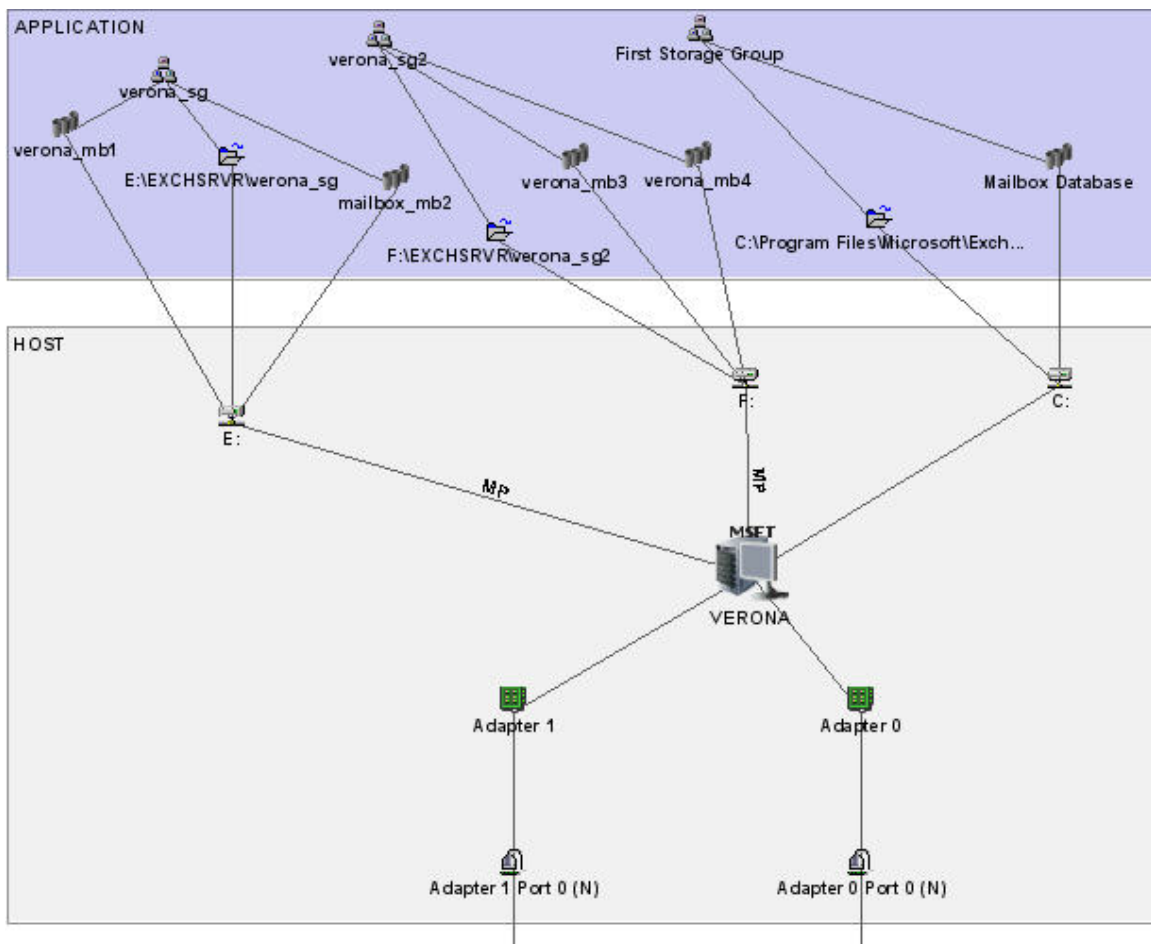 APPLICATION
verona_sg
verona_sg2
First Storage Group
verona_mb1
E:\EXCHSRVR\verona_sg
mailbox_mb2
verona_mb3
verona_mb4
Mailbox Database
F:\EXCHSRVR\verona_sg2
C:\Program Files\Microsoft\Exch...
HOST
E:
F:
C:
MP
MP
MSFT
VERONA
Adapter 1
Adapter 0
Adapter 1 Port 0 (N)
Adapter 0 Port 0 (N)